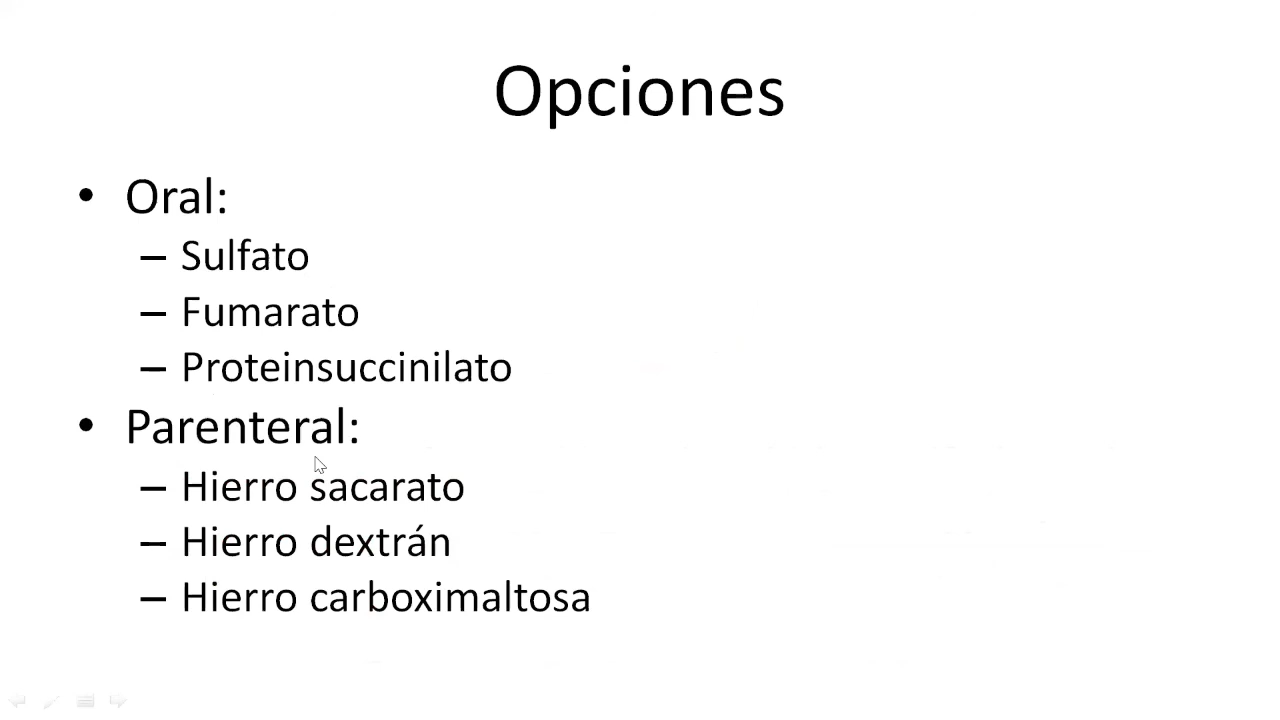 Opciones
• Oral:
– Sulfato
– Fumarato
– Proteinsuccinilato
• Parenteral:
– Hierro sacarato
– Hierro dextrán
– Hierro carboximaltosa